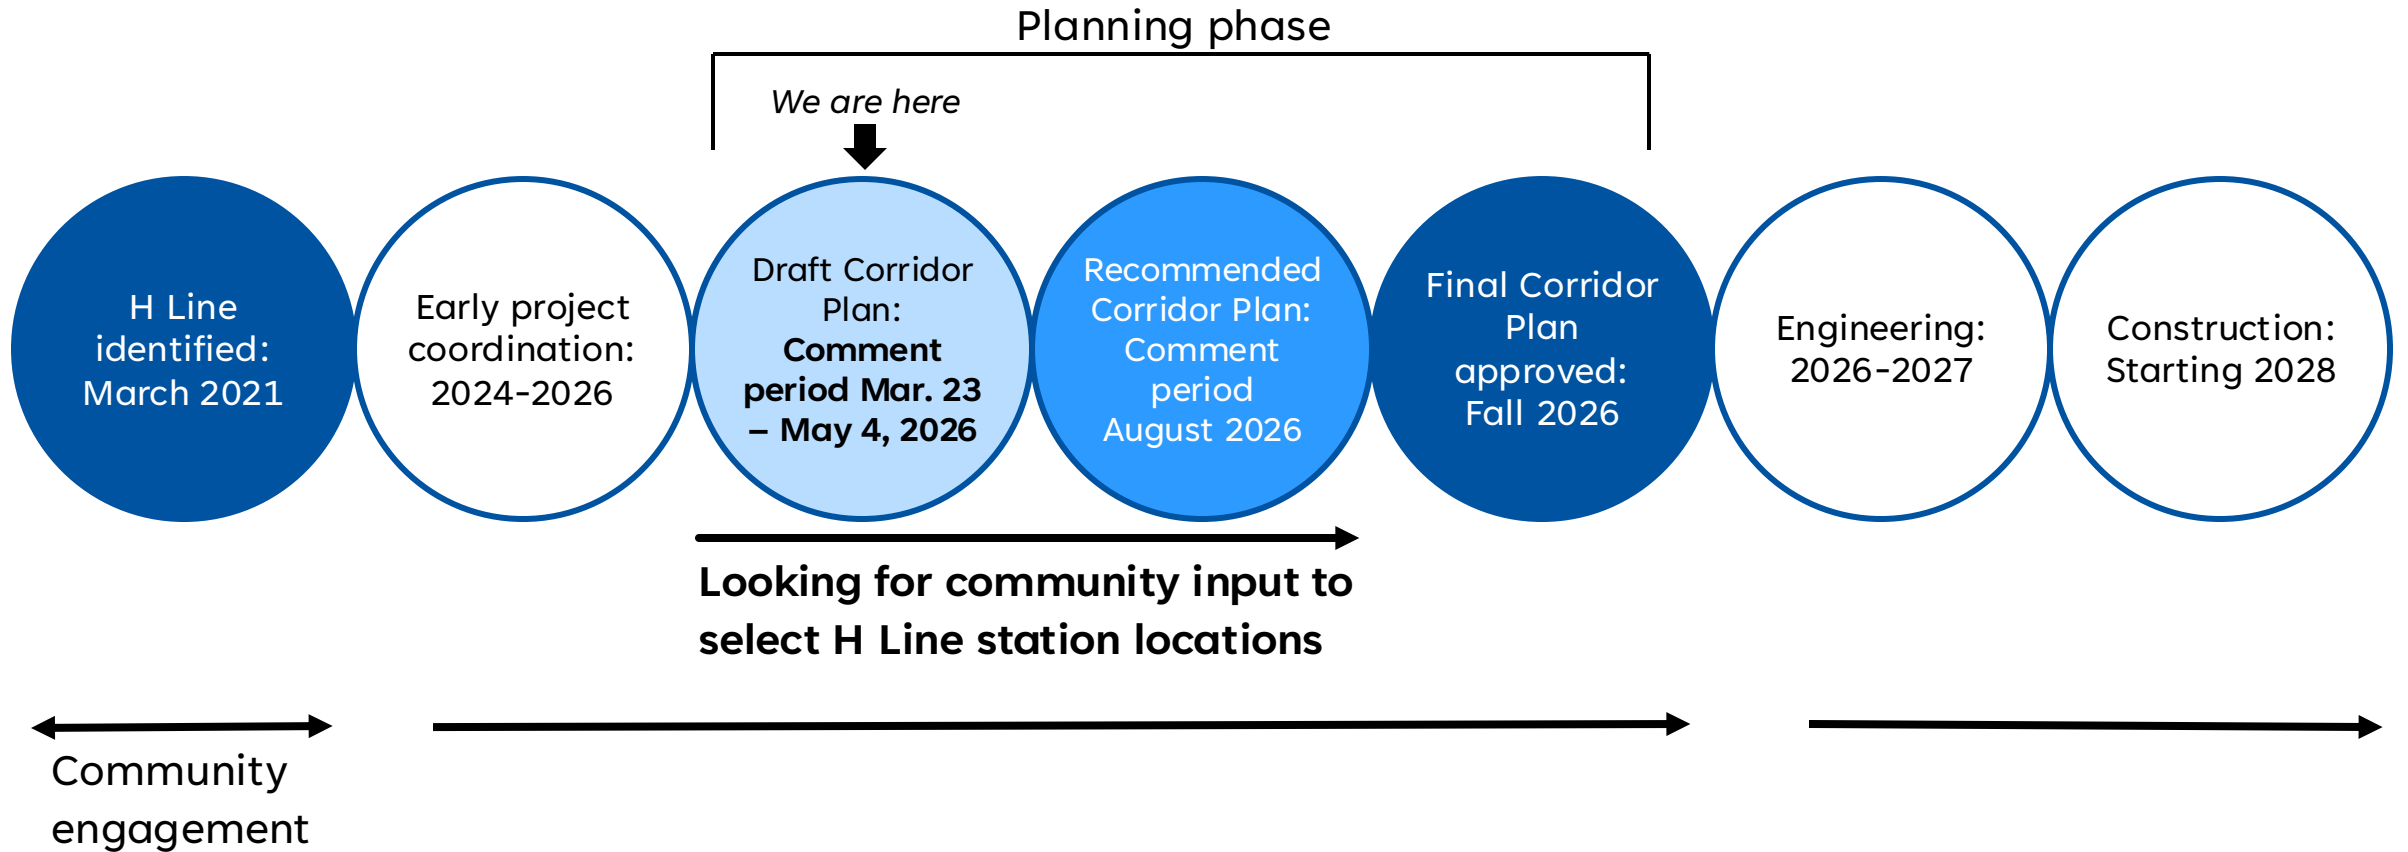 Planning phase
We are here
H Line
identified:
March 2021
Early project
coordination:
2024-2026
Draft Corridor
Plan:
Comment
period Mar. 23
– May 4, 2026
Recommended
Corridor Plan:
Comment
period
August 2026
Final Corridor
Plan
approved:
Fall 2026
Engineering:
2026-2027
Construction:
Starting 2028
Looking for community input to
select H Line station locations
Community
engagement